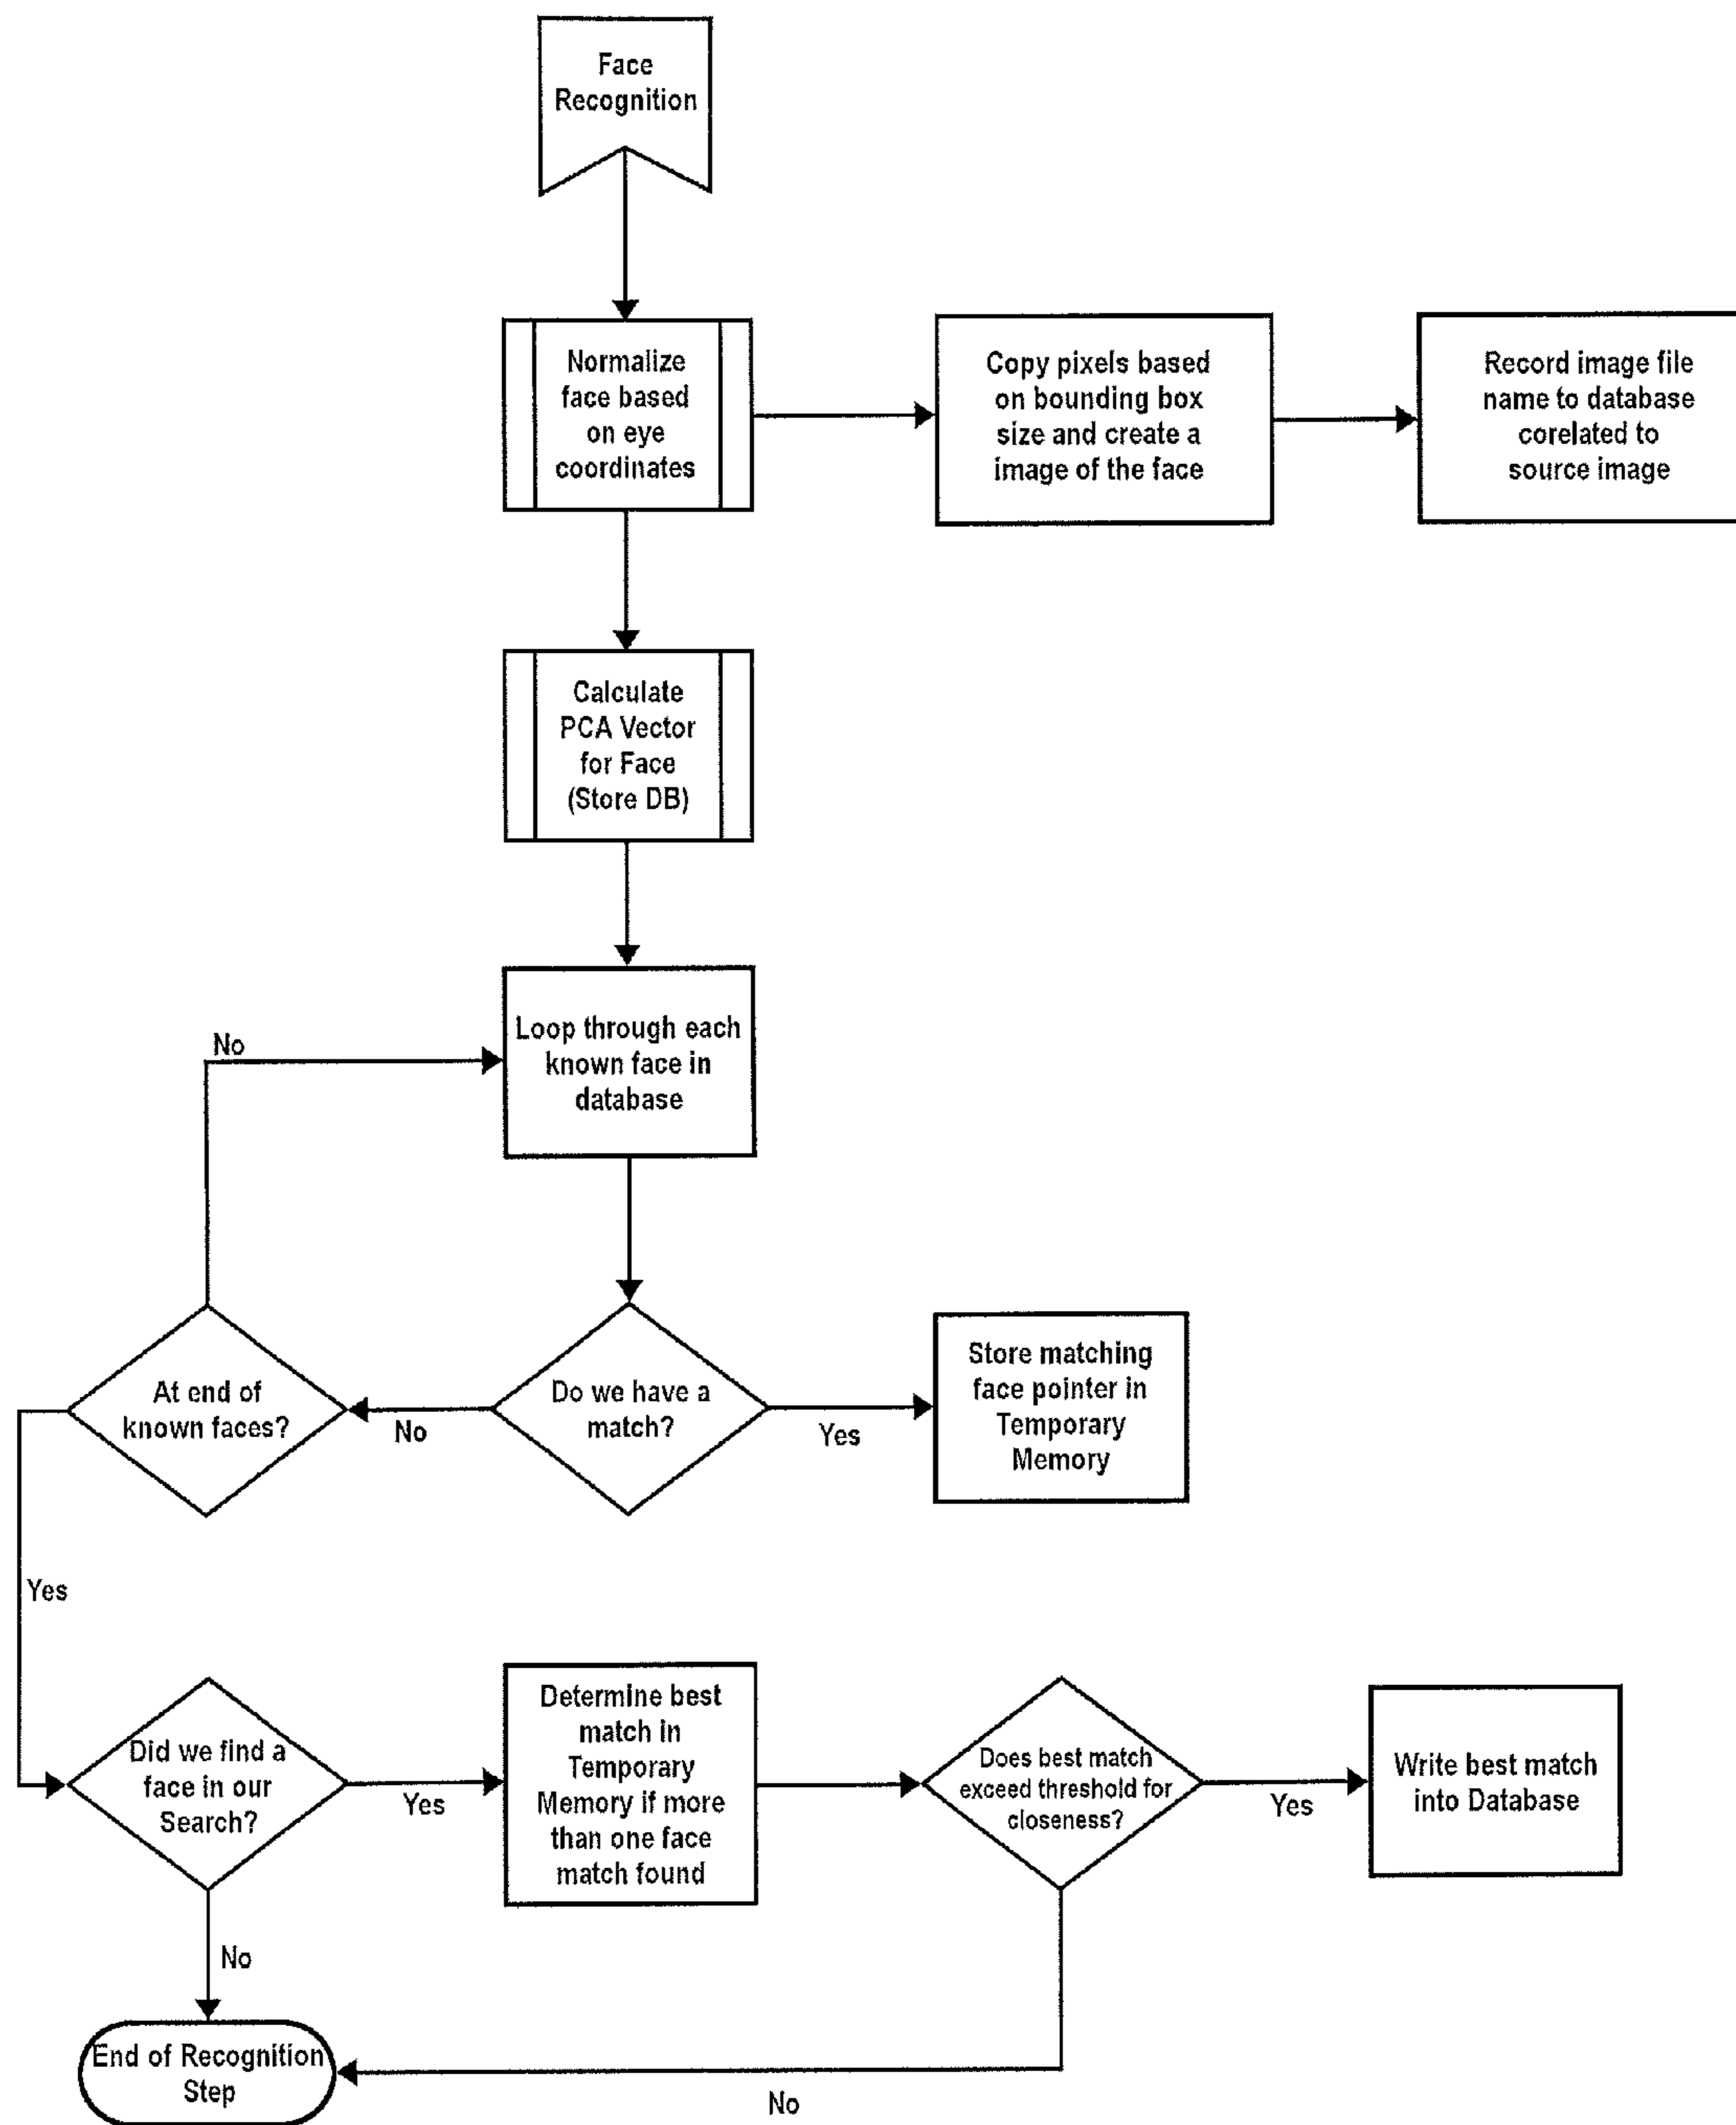 Face
Recognition
Normalize
face based
on eye
coordinates
Copy pixels based
on bounding box
size and create a
image of the face
Record image file
name to database
corelated to
source image
Calculate
PCA Vector
for Face
(Store DB)
No
Loop through each
known face in
database
At end of
known faces?
No
Do we have a
match?
Yes
Store matching
face pointer in
Temporary
Memory
Yes
Did we find a
face in our
Search?
Yes
Determine best
match in
Temporary
Memory if more
than one face
match found
Does best match
exceed threshold for
closeness?
Yes
Write best match
into Database
No
End of Recognition
Step
No